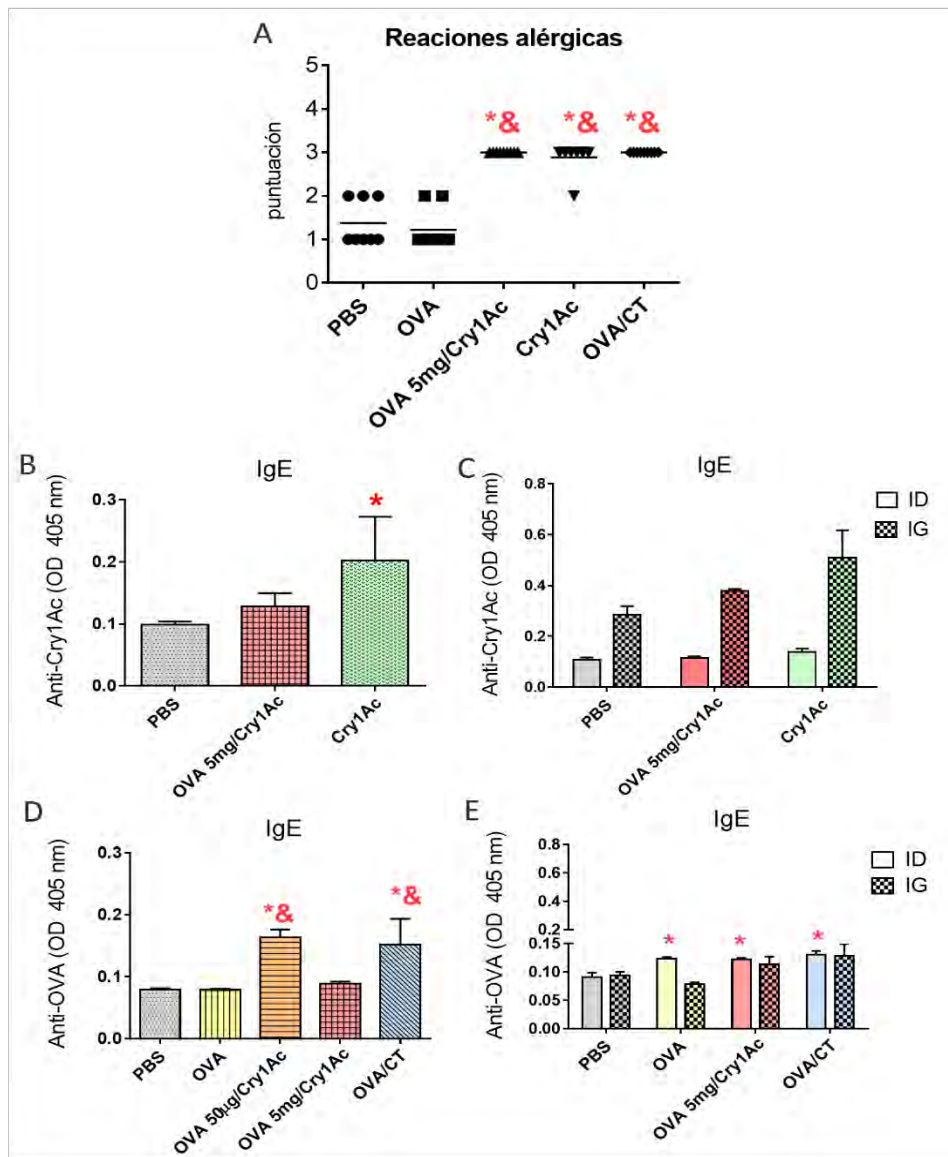 A
Reaciones alérgicas
puntuación
5
4
3
2
1
0
*&
*&
*&
PBS
OVA
OVA 5mg/Cry1Ac
Cry1Ac
OVA/CT
B
IgE
Anti-Cry1Ac (OD 405 nm)
0.3
0.2
0.1
0.0
*
PBS
OVA 5mg/Cry1Ac
Cry1Ac
C
IgE
Anti-Cry1Ac (OD 405 nm)
0.8
0.6
0.4
0.2
0.0
ID
IG
PBS
OVA 5mg/Cry1Ac
Cry1Ac
D
IgE
Anti-OVA (OD 405 nm)
0.3
0.2
0.1
0.0
*&
*&
PBS
OVA
OVA 50µg/Cry1Ac
OVA 5mg/Cry1Ac
OVA/CT
E
IgE
Anti-OVA (OD 405 nm)
0.8
0.6
0.4
0.2
0.15
0.10
0.05
0.00
*
*
*
ID
IG
PBS
OVA
OVA 5mg/Cry1Ac
OVA/CT